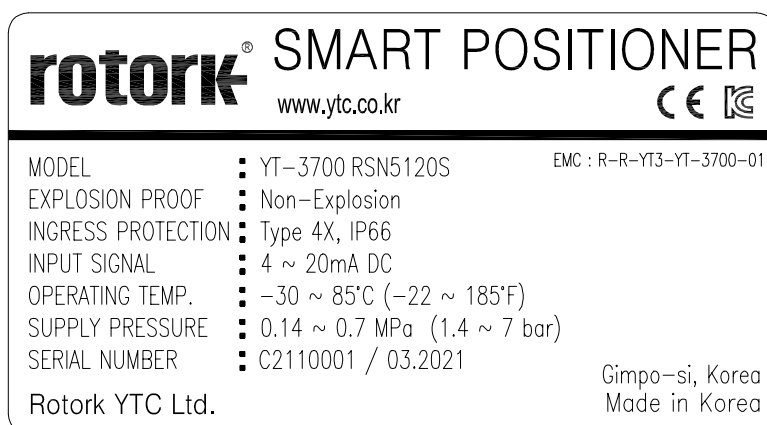 rotork® SMART POSITIONER
www.ytc.co.kr
CE KC
MODEL : YT-3700 RSN5120S
EMC : R-R-YT3-YT-3700-01
EXPLOSION PROOF : Non-Explosion
INGRESS PROTECTION : Type 4X, IP66
INPUT SIGNAL : 4 ~ 20mA DC
OPERATING TEMP. : -30 ~ 85°C (-22 ~ 185°F)
SUPPLY PRESSURE : 0.14 ~ 0.7 MPa (1.4 ~ 7 bar)
SERIAL NUMBER : C2110001 / 03.2021
Rotork YTC Ltd.
Gimpo-si, Korea
Made in Korea